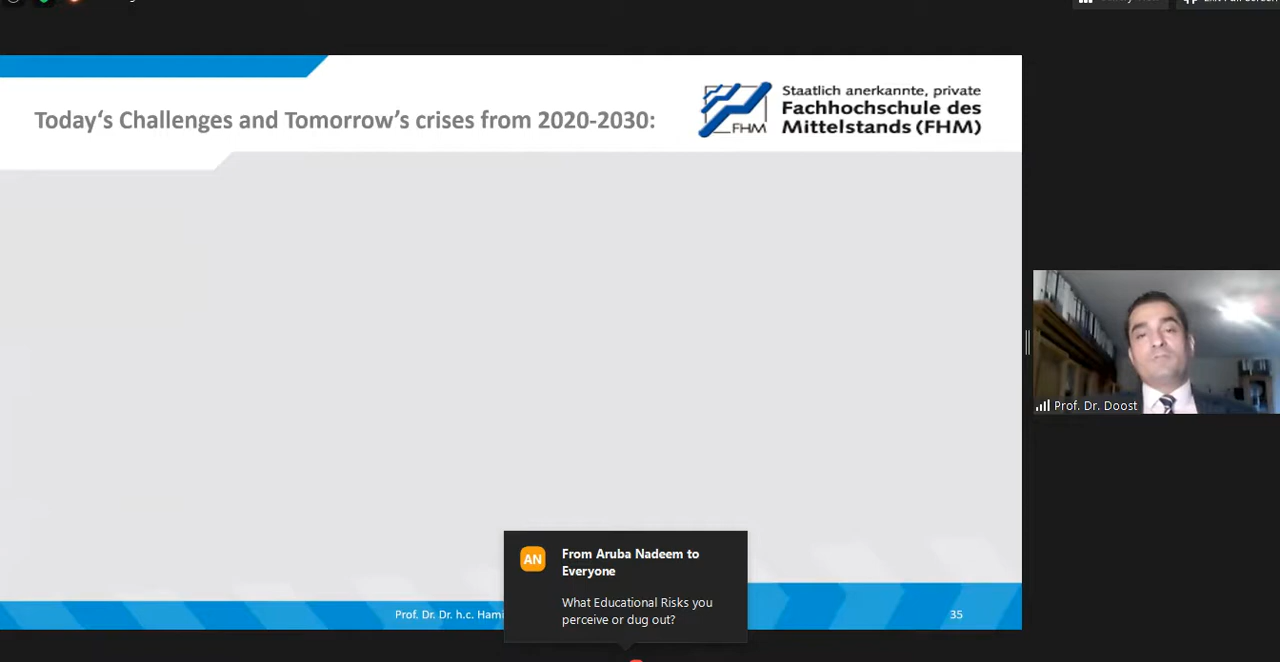 Today‘s Challenges and Tomorrow’s crises from 2020-2030:
FHM
Staatlich anerkannte, private
Fachhochschule des
Mittelstands (FHM)
Prof. Dr. Doost
AN
From Aruba Nadeem to
Everyone
What Educational Risks you
perceive or dug out?
Prof. Dr. Dr. h.c. Hami
35